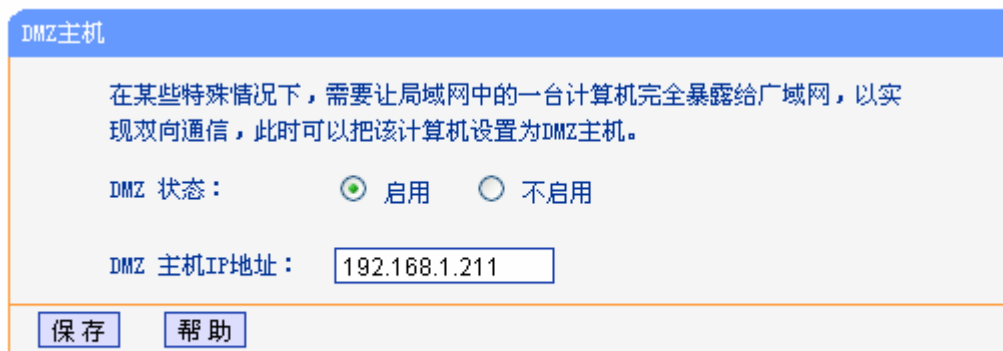 DMZ主机
在某些特殊情况下，需要让局域网中的一台计算机完全暴露给广域网，以实
现双向通信，此时可以把该计算机设置为DMZ主机。
DMZ 状态： 启用 不启用
DMZ 主机IP地址： 192.168.1.211
保存 帮助